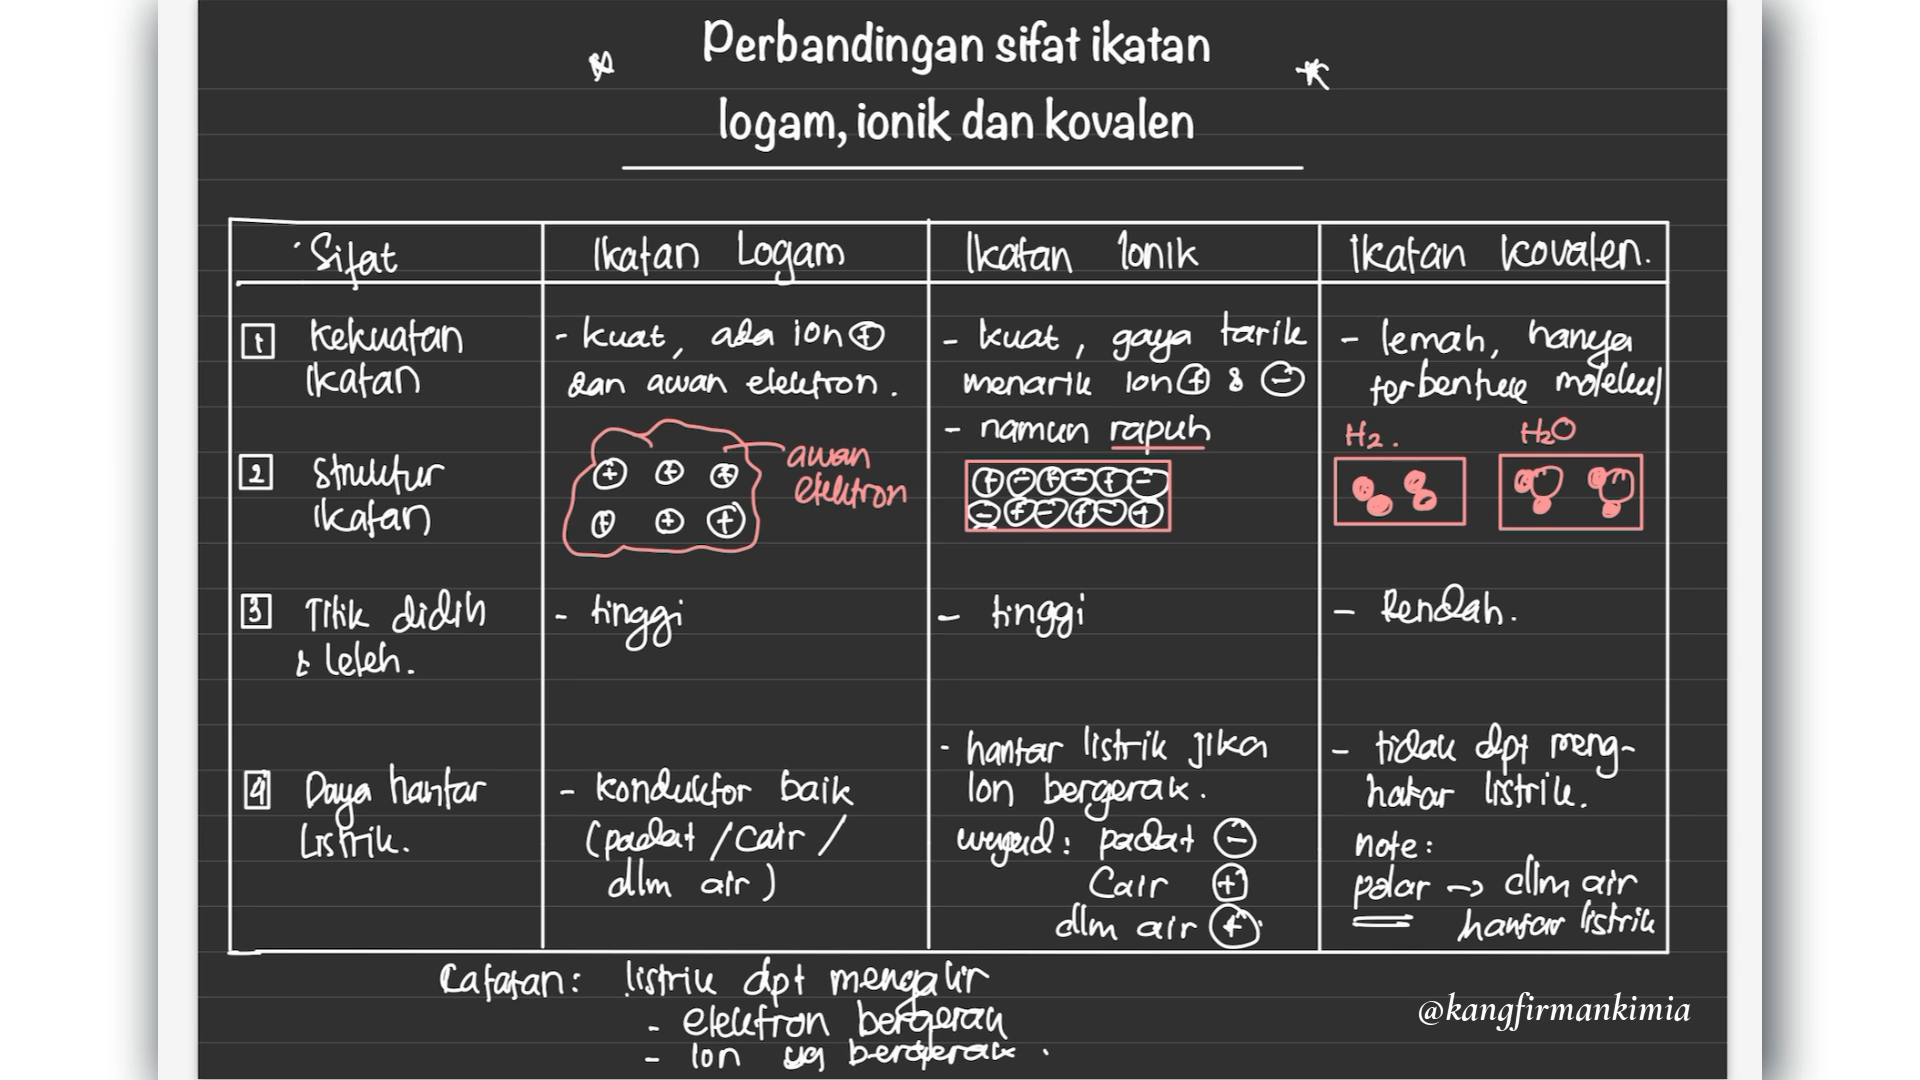 Perbandingan sifat ikatan
logam, ionik dan kovalen
Sifat
Ikatan Logam
Ikatan Ionik
Ikatan Kovalen.
1 Kekuatan
Ikatan
- kuat, ada ion +
dan awan elektron.
- kuat, gaya tarik
menarik Ion + & -
- namun rapuh
- lemah, hanya
terbentuk molekul
2 Struktur
Ikatan
+ + +
+ + +
awan
elektron
+ - + - + -
- + - + - +
H₂.
H₂O
3 Titik didih
& leleh.
- tinggi
- tinggi
- Rendah.
4 Daya hantar
Listrik.
- konduktor baik
(padat / Cair /
dlm air)
- hantar listrik jika
Ion bergerak.
wujud: padat -
Cair +
dlm air +
- tidak dpt meng-
hatar listrik.
note:
polar -> dlm air
hantar listrik
Catatan: listrik dpt mengalir
- elektron bergerak
- Ion yg bergerak.
@kangfirmankimia